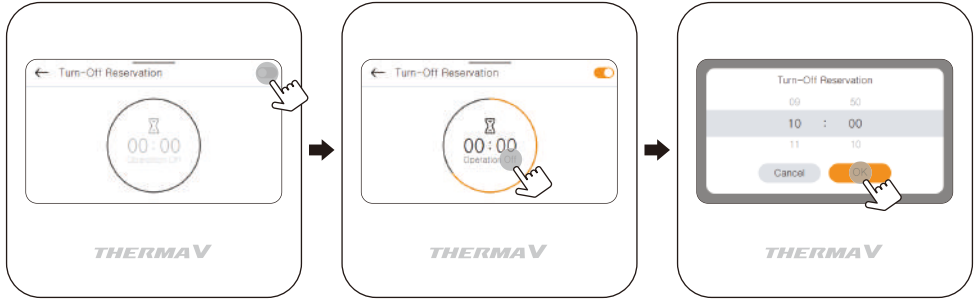 ← Turn-Off Reservation
00:00
Operation Off
THERMA V
← Turn-Off Reservation
00:00
Operation Off
THERMA V
Turn-Off Reservation
09 50
10 : 00
11 10
Cancel OK
THERMA V